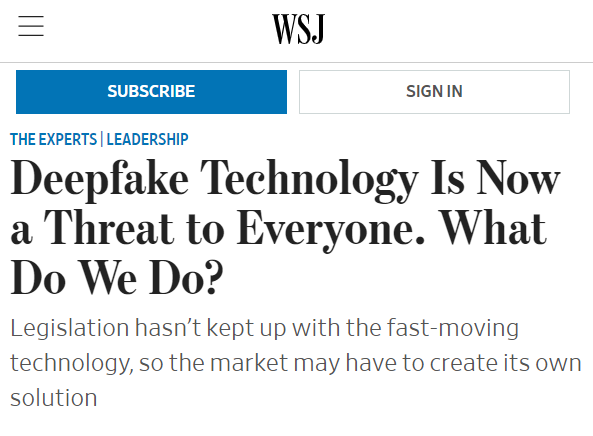 WSJ
SUBSCRIBE
SIGN IN
THE EXPERTS | LEADERSHIP
Deepfake Technology Is Now
a Threat to Everyone. What
Do We Do?
Legislation hasn’t kept up with the fast-moving
technology, so the market may have to create its own
solution